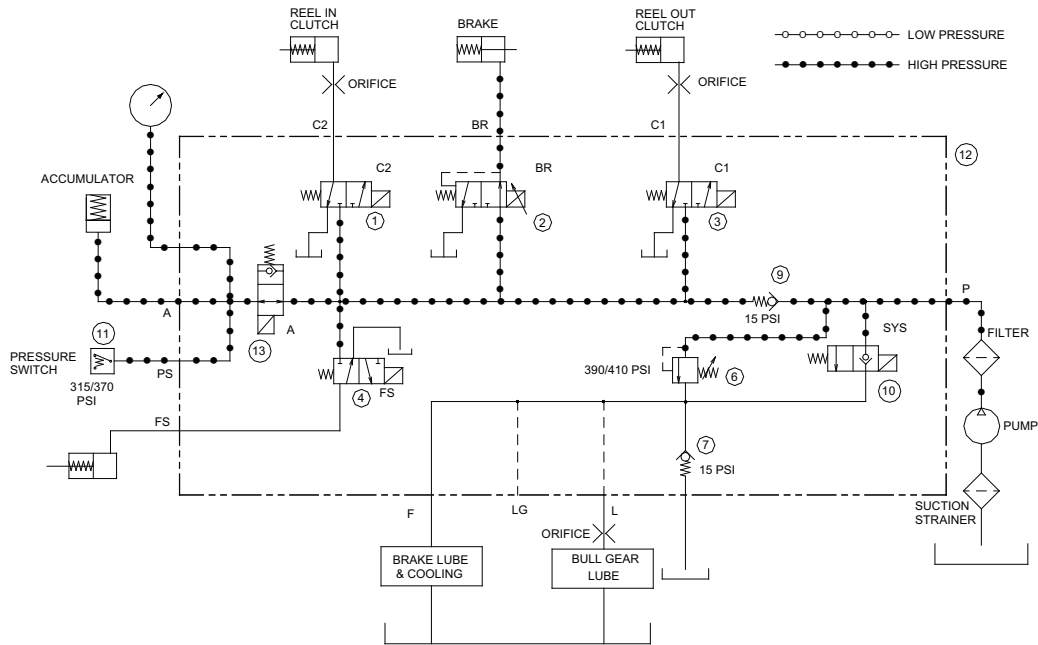 REEL IN
CLUTCH
BRAKE
REEL OUT
CLUTCH
LOW PRESSURE
HIGH PRESSURE
ORIFICE
ORIFICE
C2
BR
C1
12
C2
BR
C1
ACCUMULATOR
1
2
3
9
P
A
A
15 PSI
SYS
11
13
FILTER
PRESSURE
SWITCH
PS
390/410 PSI
6
10
315/370
PSI
4
FS
FS
7
PUMP
15 PSI
F
LG
L
SUCTION
STRAINER
ORIFICE
BRAKE LUBE
& COOLING
BULL GEAR
LUBE